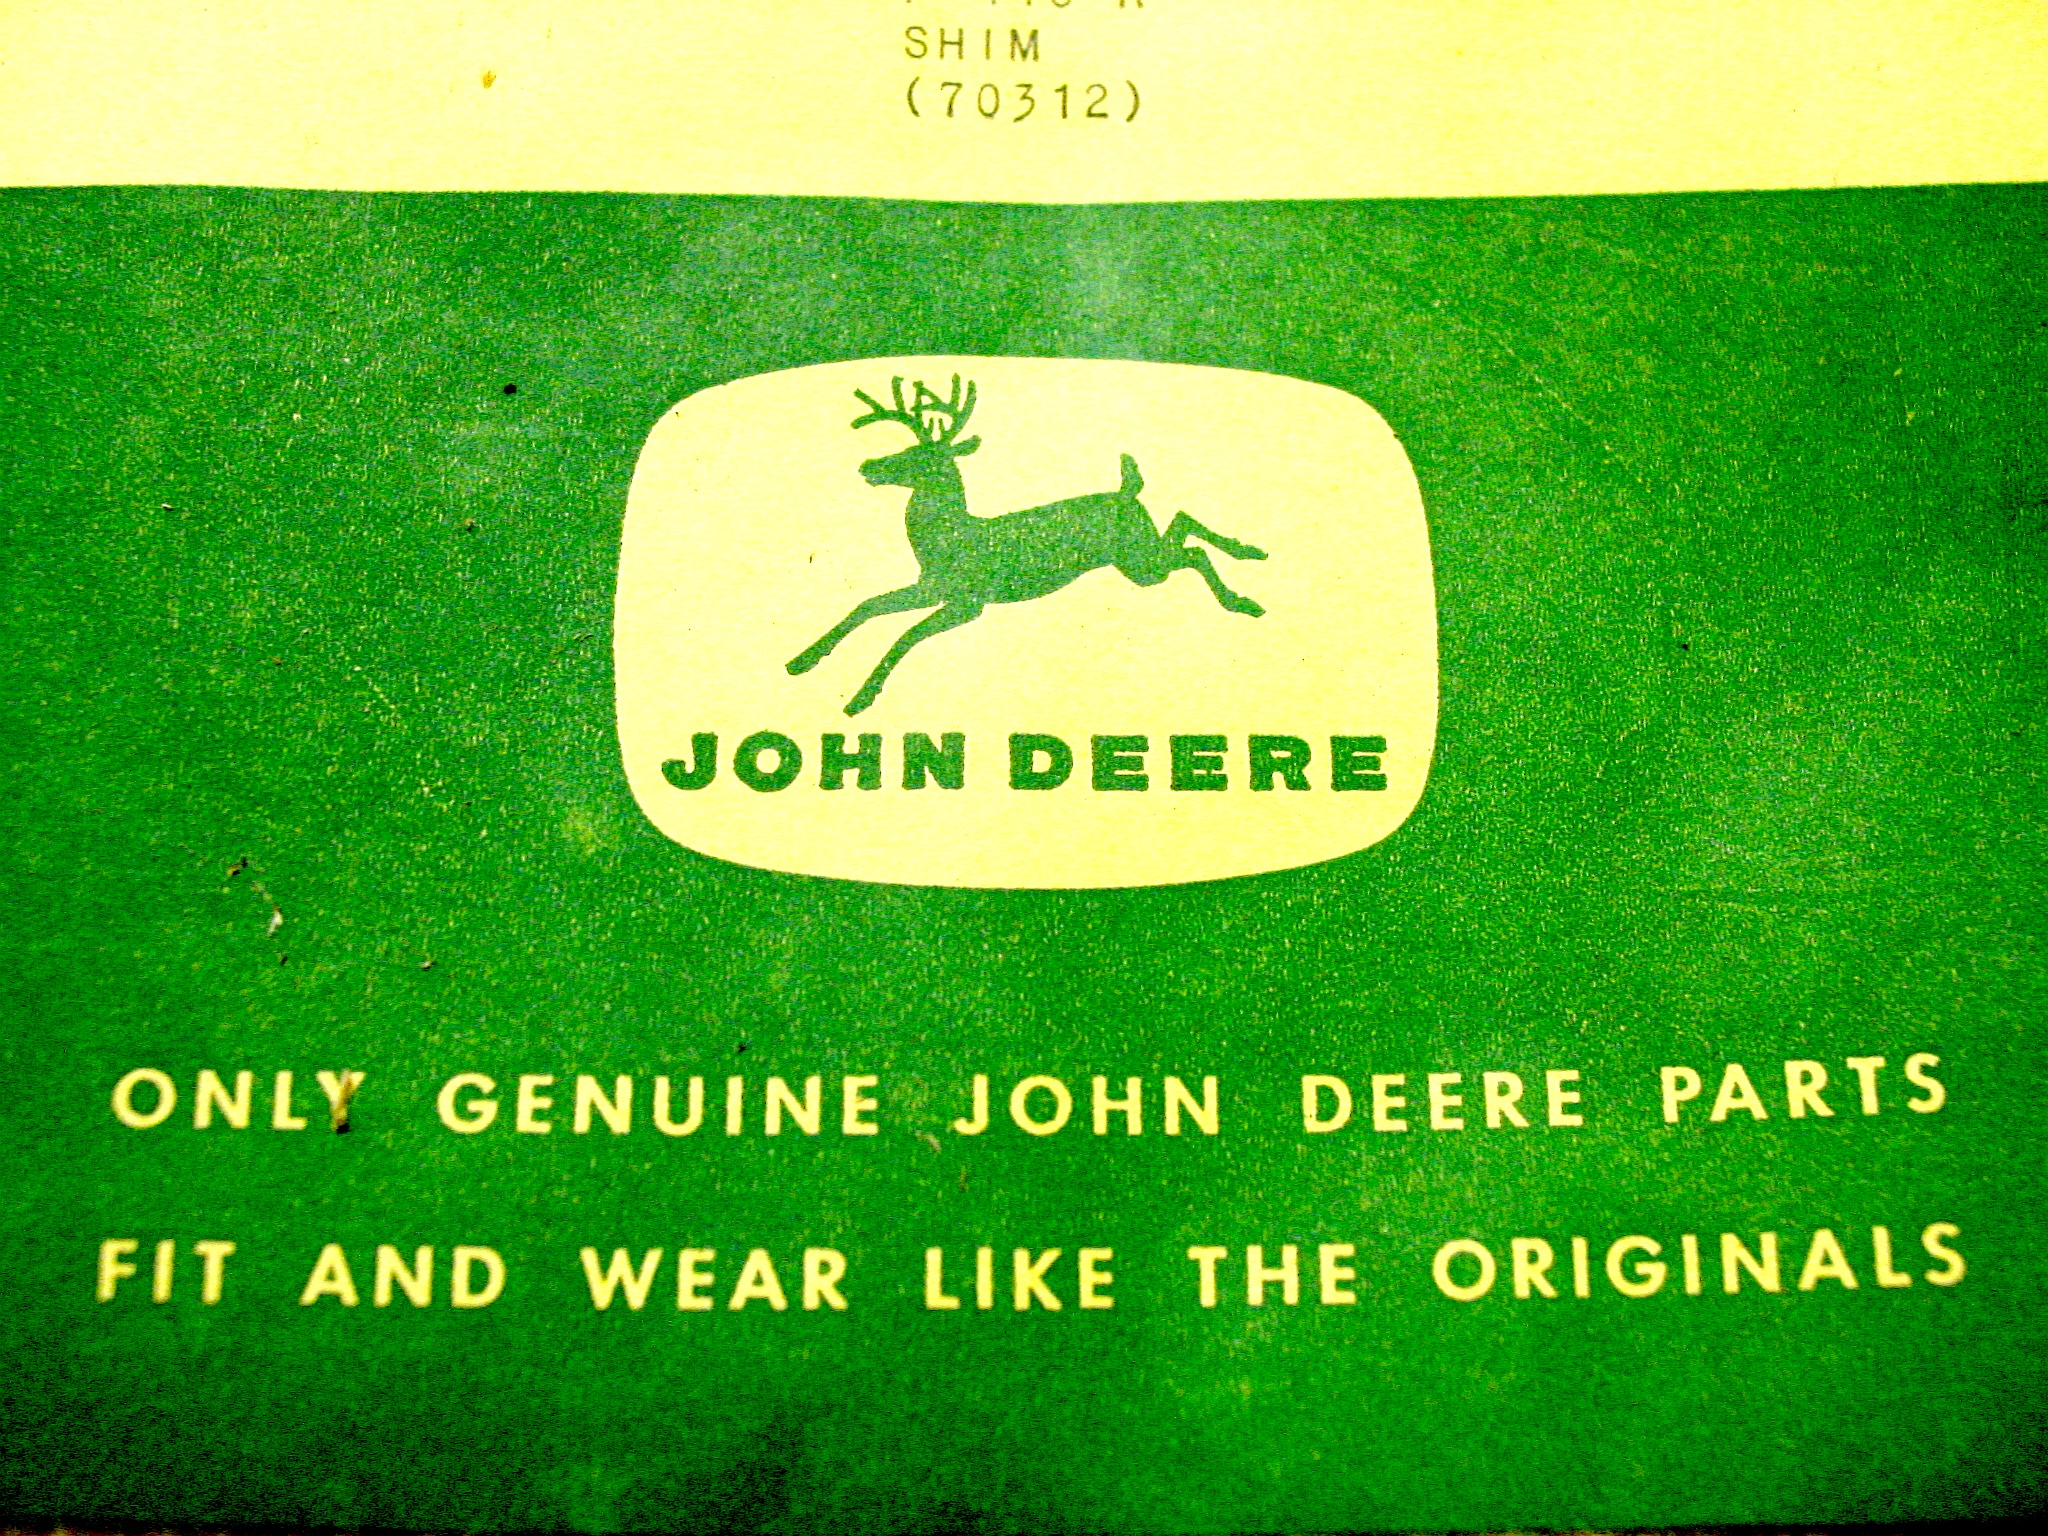 SHIM
(70312)
JOHN DEERE
ONLY GENUINE JOHN DEERE PARTS
FIT AND WEAR LIKE THE ORIGINALS